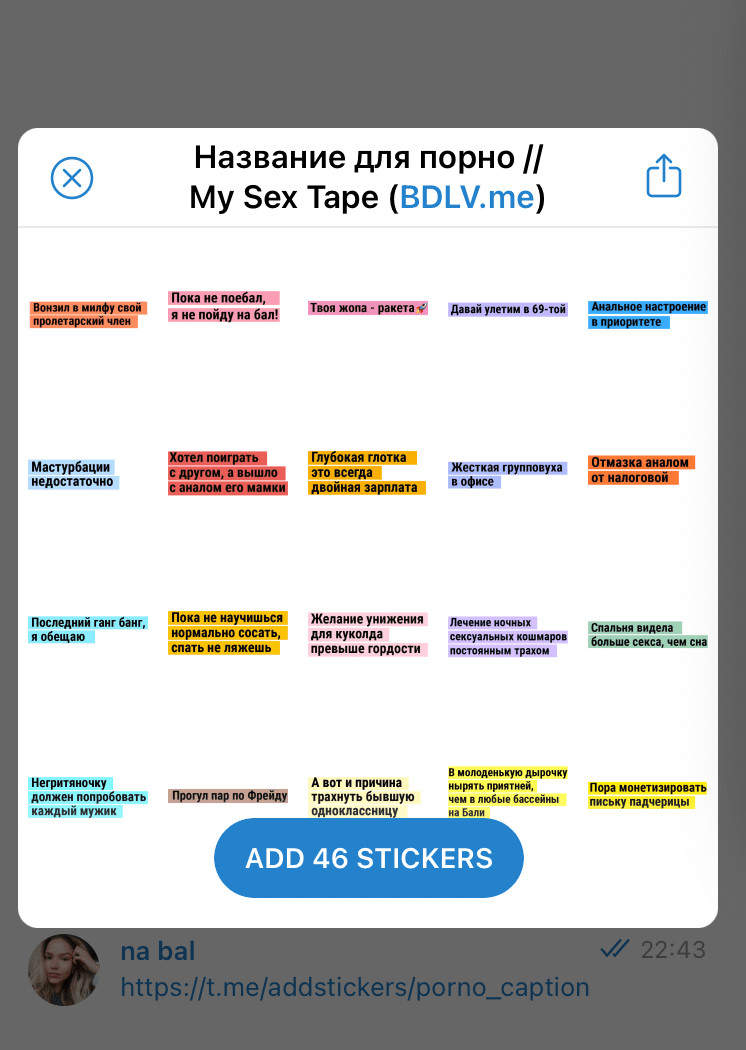 Название для порно //
My Sex Tape (BDLV.me)
Вонзил в милфу свой
пролетарский член
Пока не поебал,
я не пойду на бал!
Твоя жопа - ракета🚀
Давай улетим в 69-той
Анальное настроение
в приоритете
Мастурбации
недостаточно
Хотел поиграть
с другом, а вышло
с аналом его мамки
Глубокая глотка
это всегда
двойная зарплата
Жесткая групповуха
в офисе
Отмазка аналом
от налоговой
Последний ганг банг,
я обещаю
Пока не научишься
нормально сосать,
спать не ляжешь
Желание унижения
для куколда
превыше гордости
Лечение ночных
сексуальных кошмаров
постоянным трахом
Спальня видела
больше секса, чем сна
Негритяночку
должен попробовать
каждый мужик
Прогул пар по Фрейду
А вот и причина
трахнуть бывшую
одноклассницу
В молоденькую дырочку
нырять приятней,
чем в любые бассейны
на Бали
Пора монетизировать
письку падчерицы
ADD 46 STICKERS
na bal
22:43
https://t.me/addstickers/porno_caption